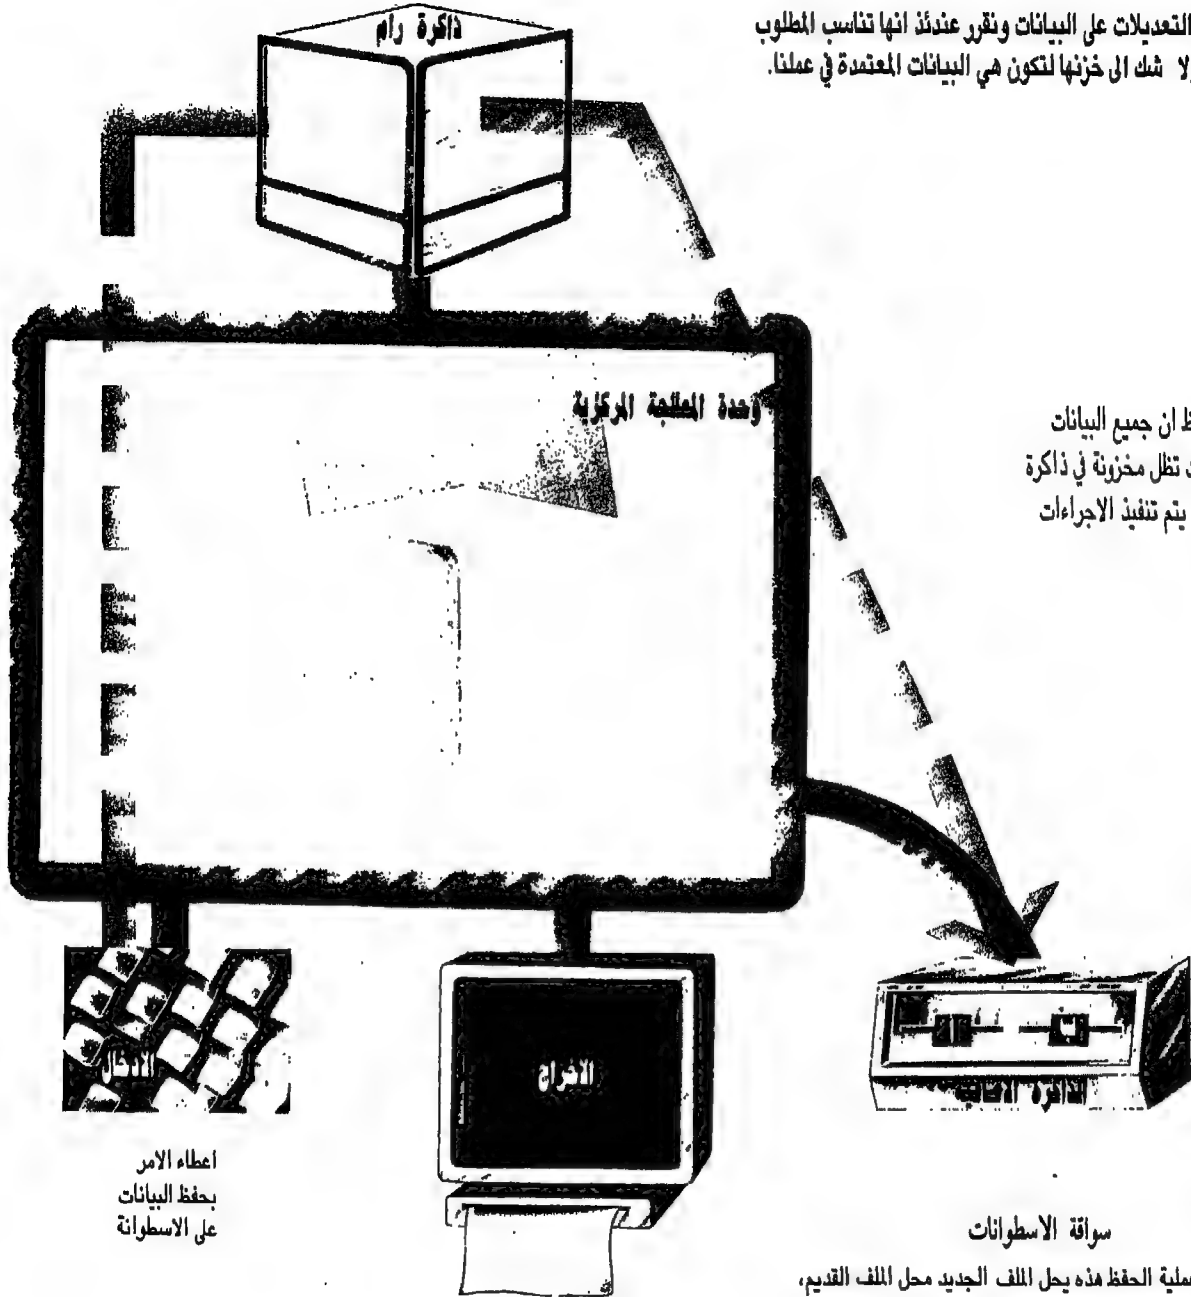 التعديلات على البيانات ونقرر عندئذ انها تناسب المطلوب
لا شك الى خزنها لتكون هي البيانات المعتمدة في عملنا.
ذاكرة رام
وحدة المعالجة المركزية
ان جميع البيانات
تظل مخزونة في ذاكرة
يتم تنفيذ الاجراءات
الادخال
الاخراج
الذاكرة الاضافية
اعطاء الامر
بحفظ البيانات
على الاسطوانة
سواقة الاسطوانات
عملية الحفظ هذه يحل الملف الجديد محل الملف القديم،